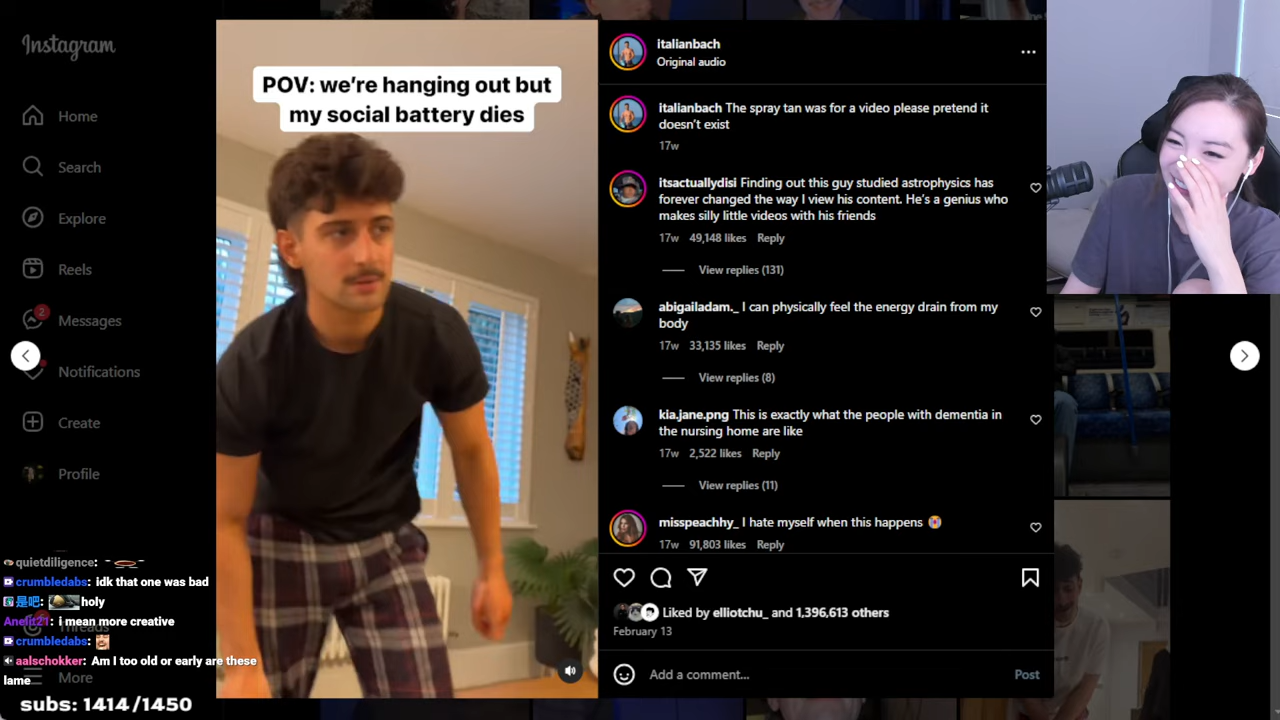 Instagram
Home
Search
Explore
Reels
2
Messages
Notifications
Create
Profile
Threads
More
POV: we're hanging out but
my social battery dies
italianbach
Original audio
italianbach The spray tan was for a video please pretend it
doesn't exist
17w
itsactuallydisi Finding out this guy studied astrophysics has
forever changed the way I view his content. He's a genius who
makes silly little videos with his friends
17w 49,148 likes Reply
View replies (131)
abigailadam._ I can physically feel the energy drain from my
body
17w 33,135 likes Reply
View replies (8)
kia.jane.png This is exactly what the people with dementia in
the nursing home are like
17w 2,522 likes Reply
View replies (11)
misspeachhy_ I hate myself when this happens
17w 91,803 likes Reply
Liked by elliotchu_ and 1,396,613 others
February 13
Add a comment...
Post
quietdiligence:
crumbledabs: idk that one was bad
是吧: holy
Anelit21: i mean more creative
crumbledabs:
aalschokker: Am I too old or early are these
lame
subs: 1414/1450